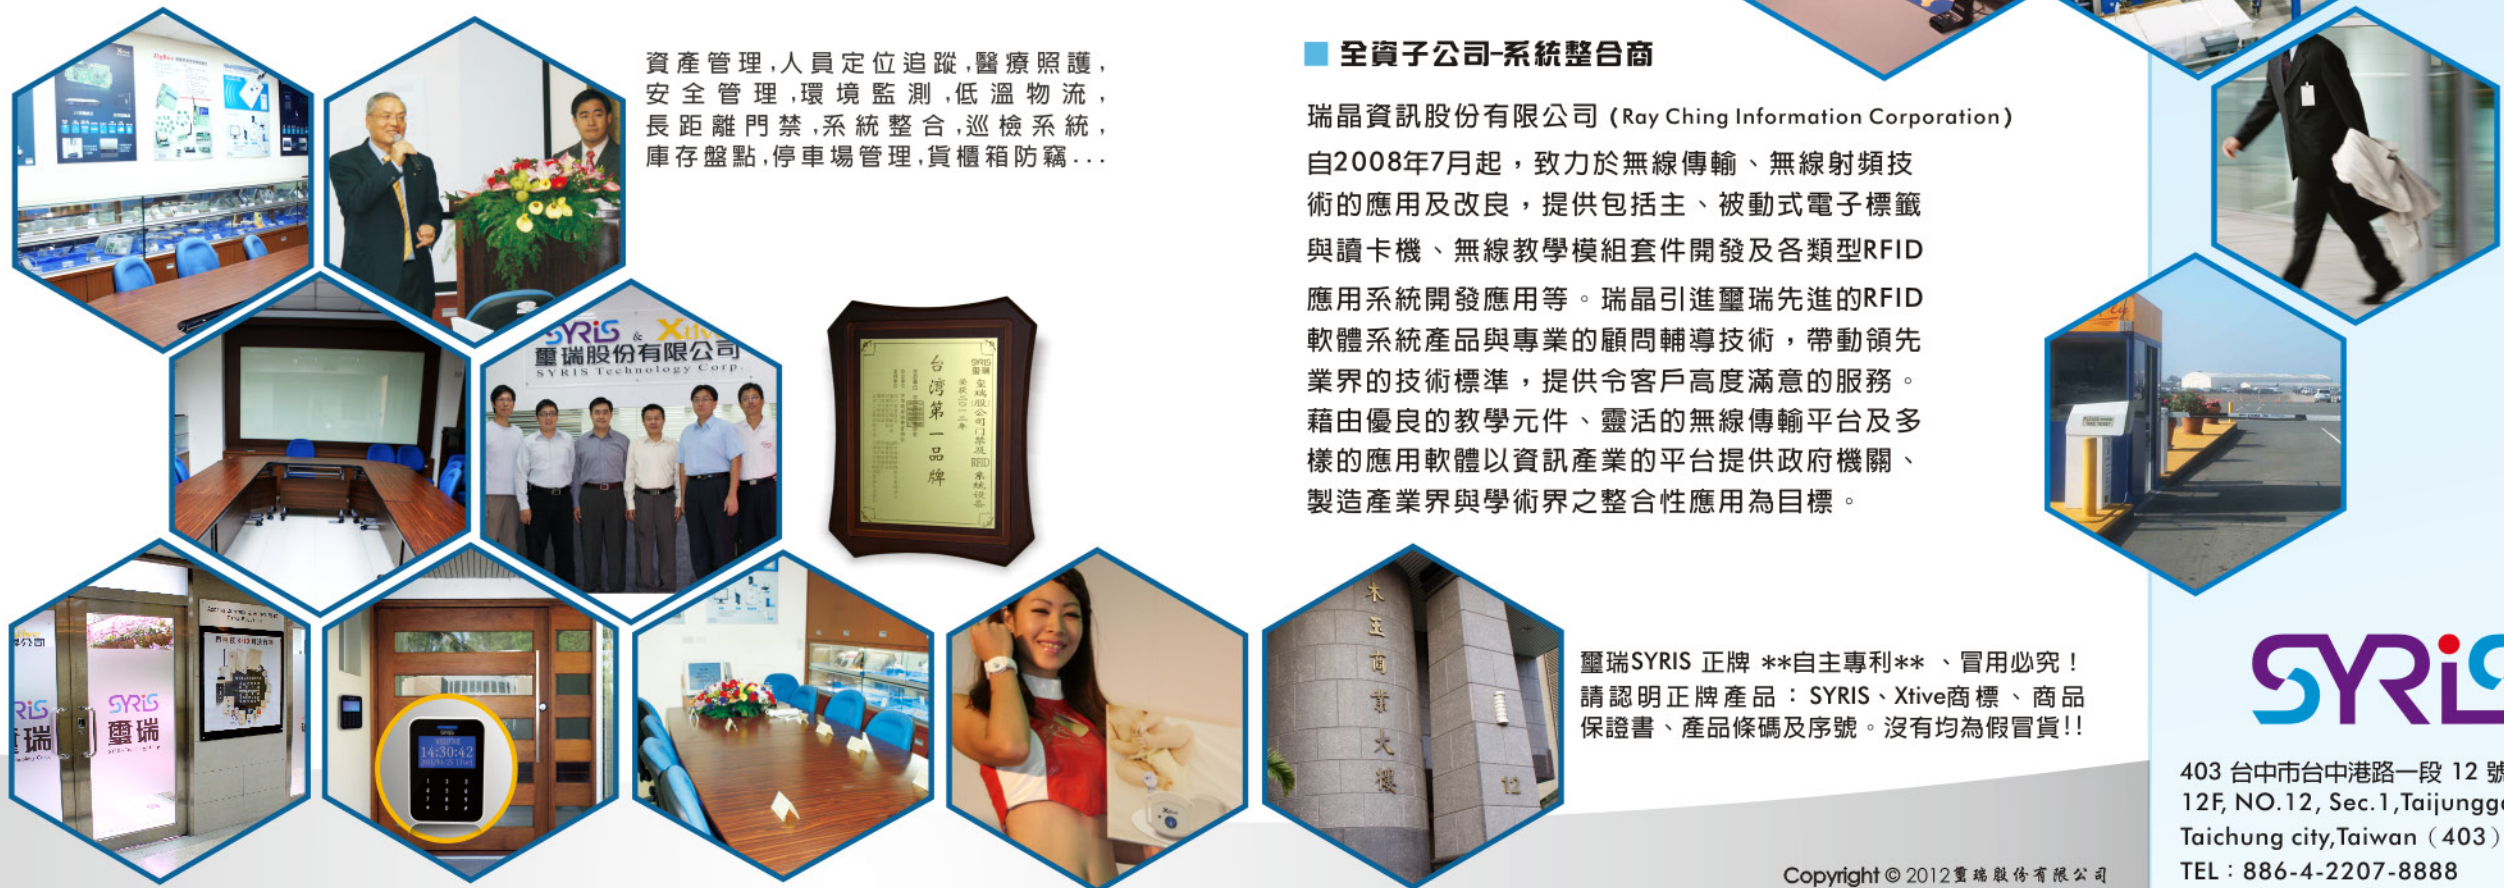 資產管理,人員定位追蹤,醫療照護,
安全管理,環境監測,低溫物流,
長距離門禁,系統整合,巡檢系統,
庫存盤點,停車場管理,貨櫃箱防竊...
全資子公司-系統整合商
瑞晶資訊股份有限公司 (Ray Ching Information Corporation)
自2008年7月起，致力於無線傳輸、無線射頻技
術的應用及改良，提供包括主、被動式電子標籤
與讀卡機、無線教學模組套件開發及各類型RFID
應用系統開發應用等。瑞晶引進璽瑞先進的RFID
軟體系統產品與專業的顧問輔導技術，帶動領先
業界的技術標準，提供令客戶高度滿意的服務。
藉由優良的教學元件、靈活的無線傳輸平台及多
樣的應用軟體以資訊產業的平台提供政府機關、
製造產業界與學術界之整合性應用為目標。
SYRIS & Xtive
璽瑞股份有限公司
SYRIS Technology Corp.
台湾第一品牌
SYRIS
璽瑞
14:30:42
木玉商業大樓
12
璽瑞SYRIS 正牌 **自主專利** 、冒用必究！
請認明正牌產品：SYRIS、Xtive商標、商品
保證書、產品條碼及序號。沒有均為假冒貨!!
Copyright © 2012璽瑞股份有限公司
SYRIS
403 台中市台中港路一段 12 號
12F, NO.12, Sec.1,Taijungg
Taichung city,Taiwan（403）
TEL：886-4-2207-8888